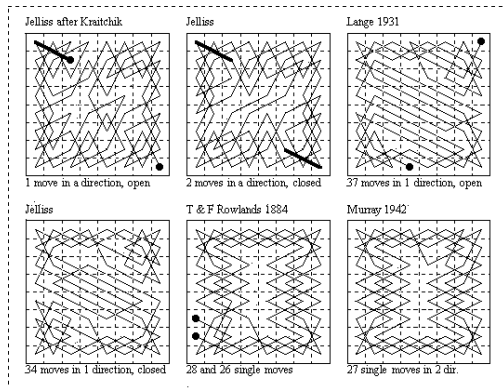 Jelliss after Kraitchik
Jelliss
Lange 1931
1 move in a direction, open
2 moves in a direction, closed
37 moves in 1 direction, open
Jelliss
T & F Rowlands 1884
Murray 1942
34 moves in 1 direction, closed
28 and 26 single moves
27 single moves in 2 dir.